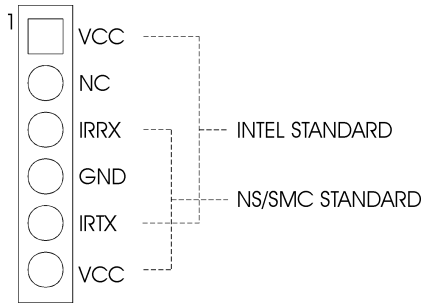 1 VCC
NC
IRRX
INTEL STANDARD
GND
NS/SMC STANDARD
IRTX
VCC